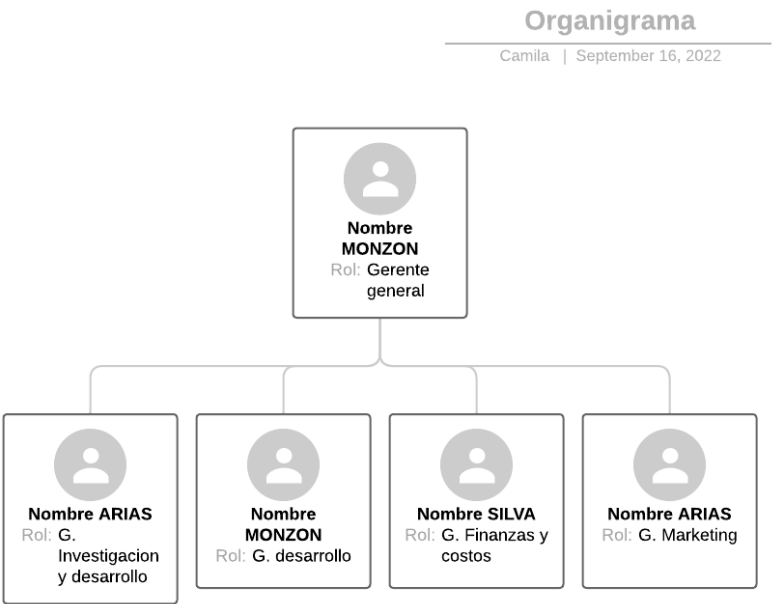 Organigrama
Camila | September 16, 2022
Nombre
MONZON
Rol: Gerente
general
Nombre ARIAS
Rol: G.
Investigacion
y desarrollo
Nombre
MONZON
Rol: G. desarrollo
Nombre SILVA
Rol: G. Finanzas y
costos
Nombre ARIAS
Rol: G. Marketing